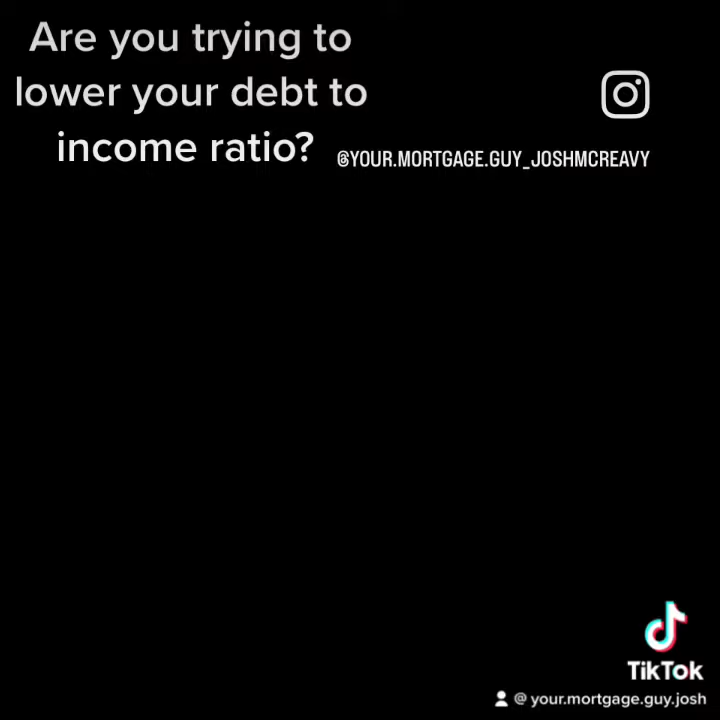 Are you trying to
lower your debt to
income ratio?
@YOUR.MORTGAGE.GUY_JOSHMCREAVY
TikTok
@ your.mortgage.guy.josh